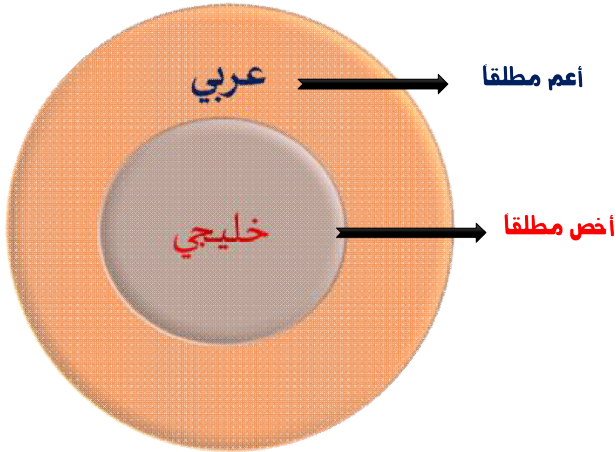 عربي
أعم مطلقا
خليجي
أخص مطلقا